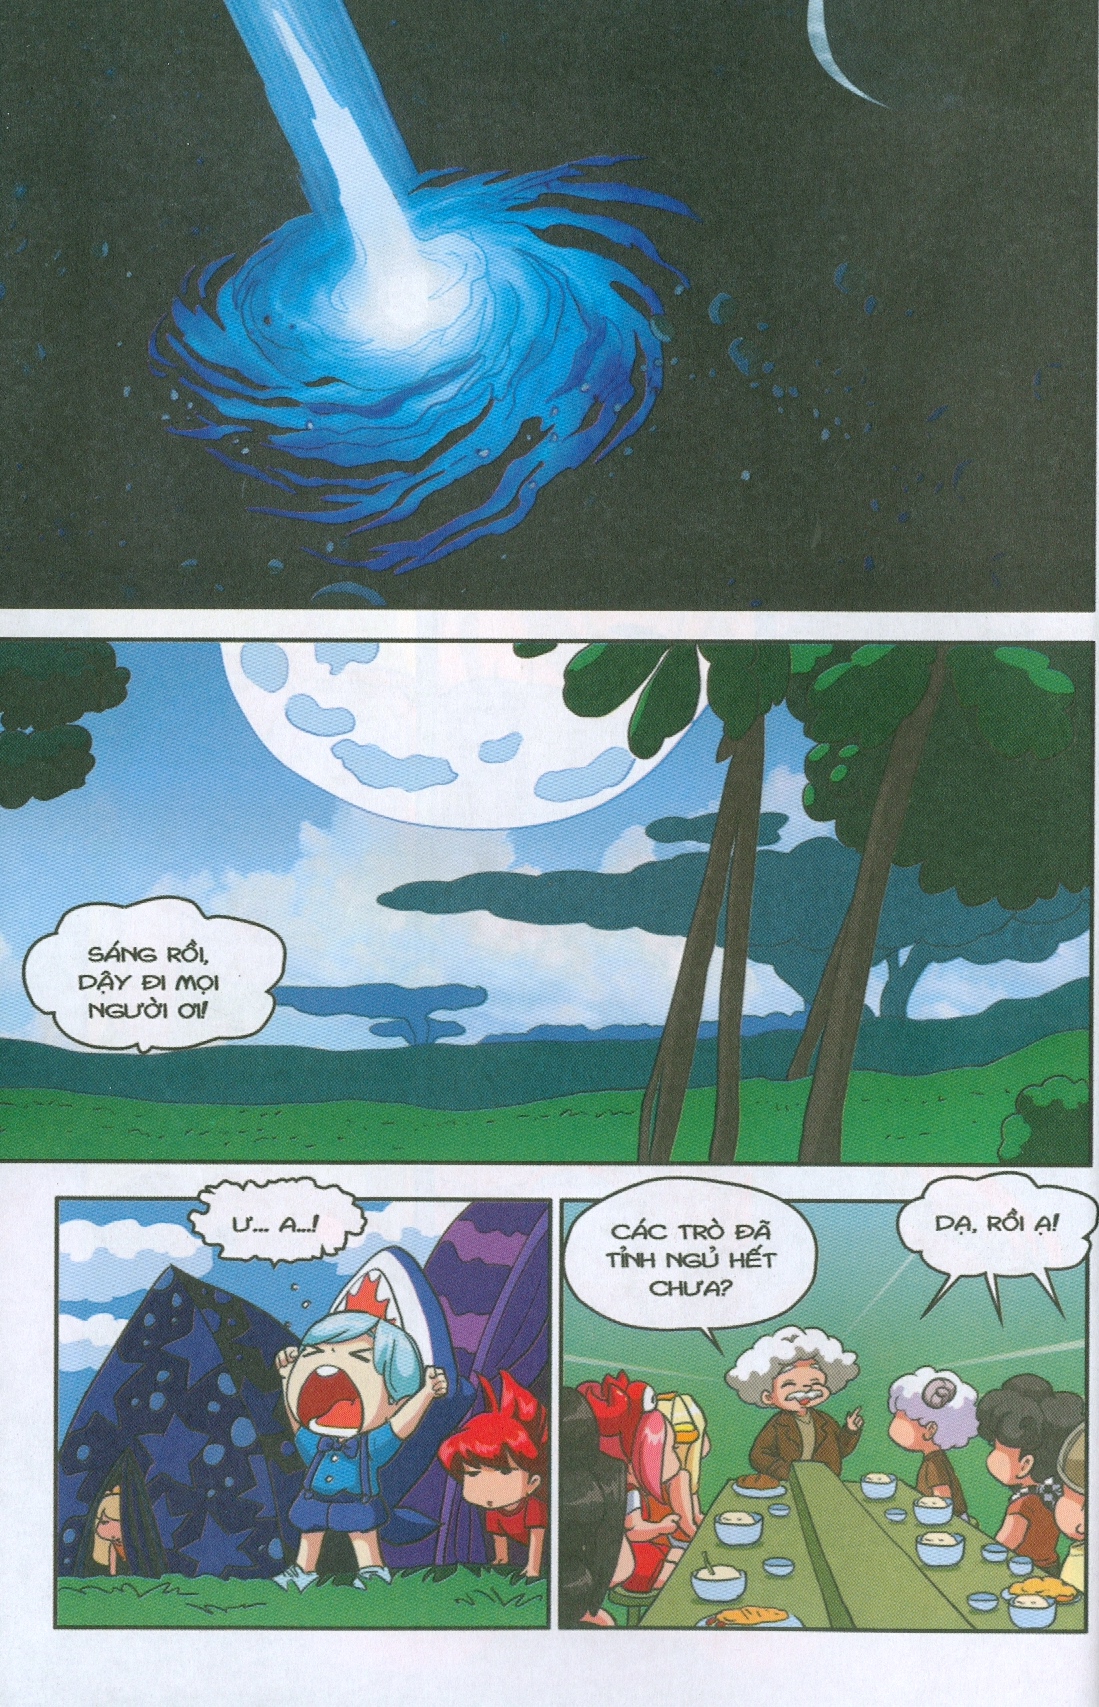 SÁNG RỒI,
DẬY ĐI MỌI
NGƯỜI ƠI!
Ư... A...!
CÁC TRÒ ĐÃ
TỈNH NGỦ HẾT
CHƯA?
DẠ, RỒI Ạ!